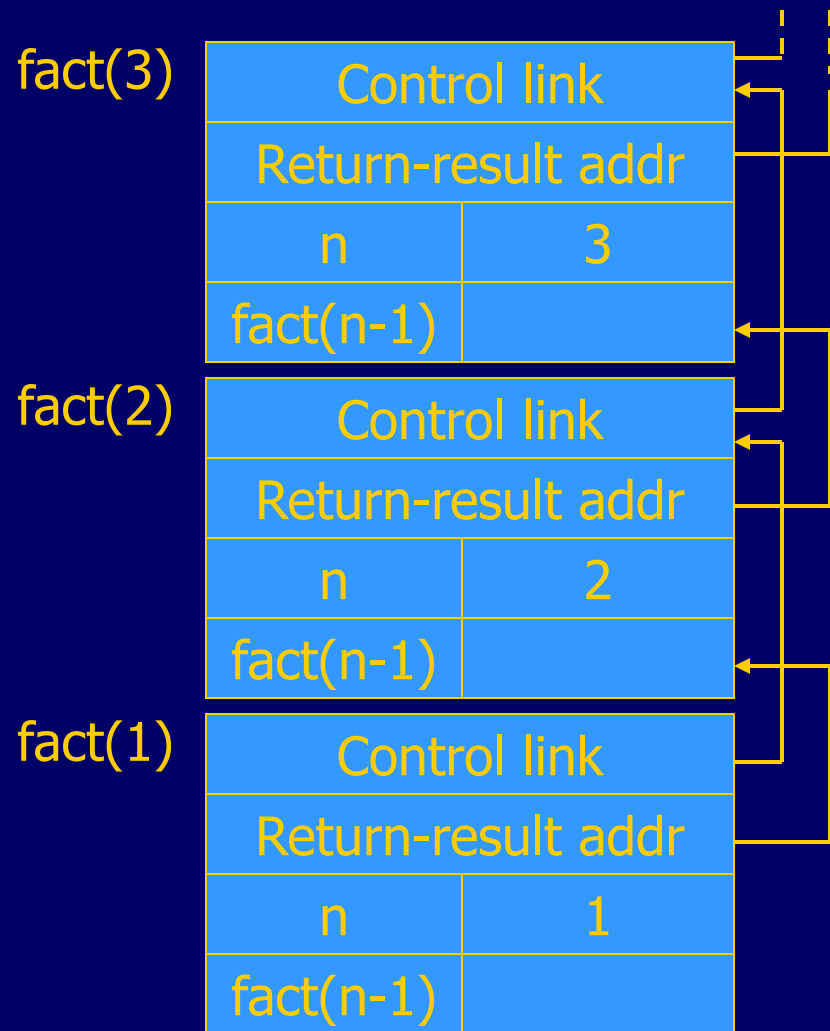 fact(3)
Control link
Return-result addr
n 3
fact(n-1)
fact(2)
Control link
Return-result addr
n 2
fact(n-1)
fact(1)
Control link
Return-result addr
n 1
fact(n-1)